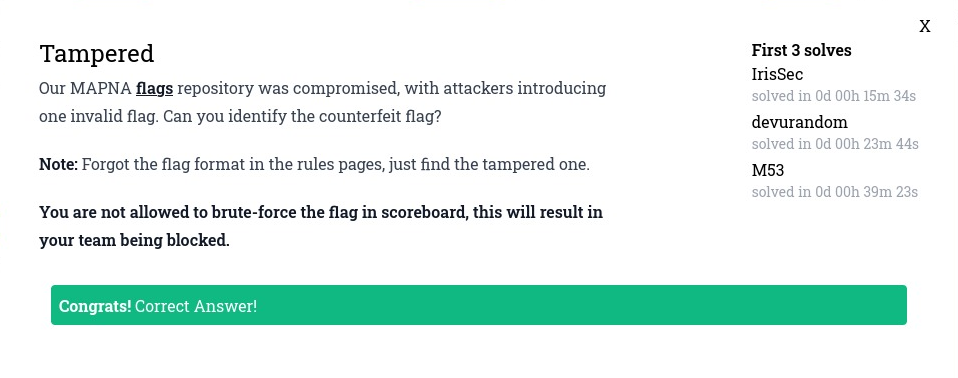 X
Tampered
Our MAPNA flags repository was compromised, with attackers introducing
one invalid flag. Can you identify the counterfeit flag?
Note: Forgot the flag format in the rules pages, just find the tampered one.
You are not allowed to brute-force the flag in scoreboard, this will result in
your team being blocked.
First 3 solves
IrisSec
solved in 0d 00h 15m 34s
devurandom
solved in 0d 00h 23m 44s
M53
solved in 0d 00h 39m 23s
Congrats! Correct Answer!